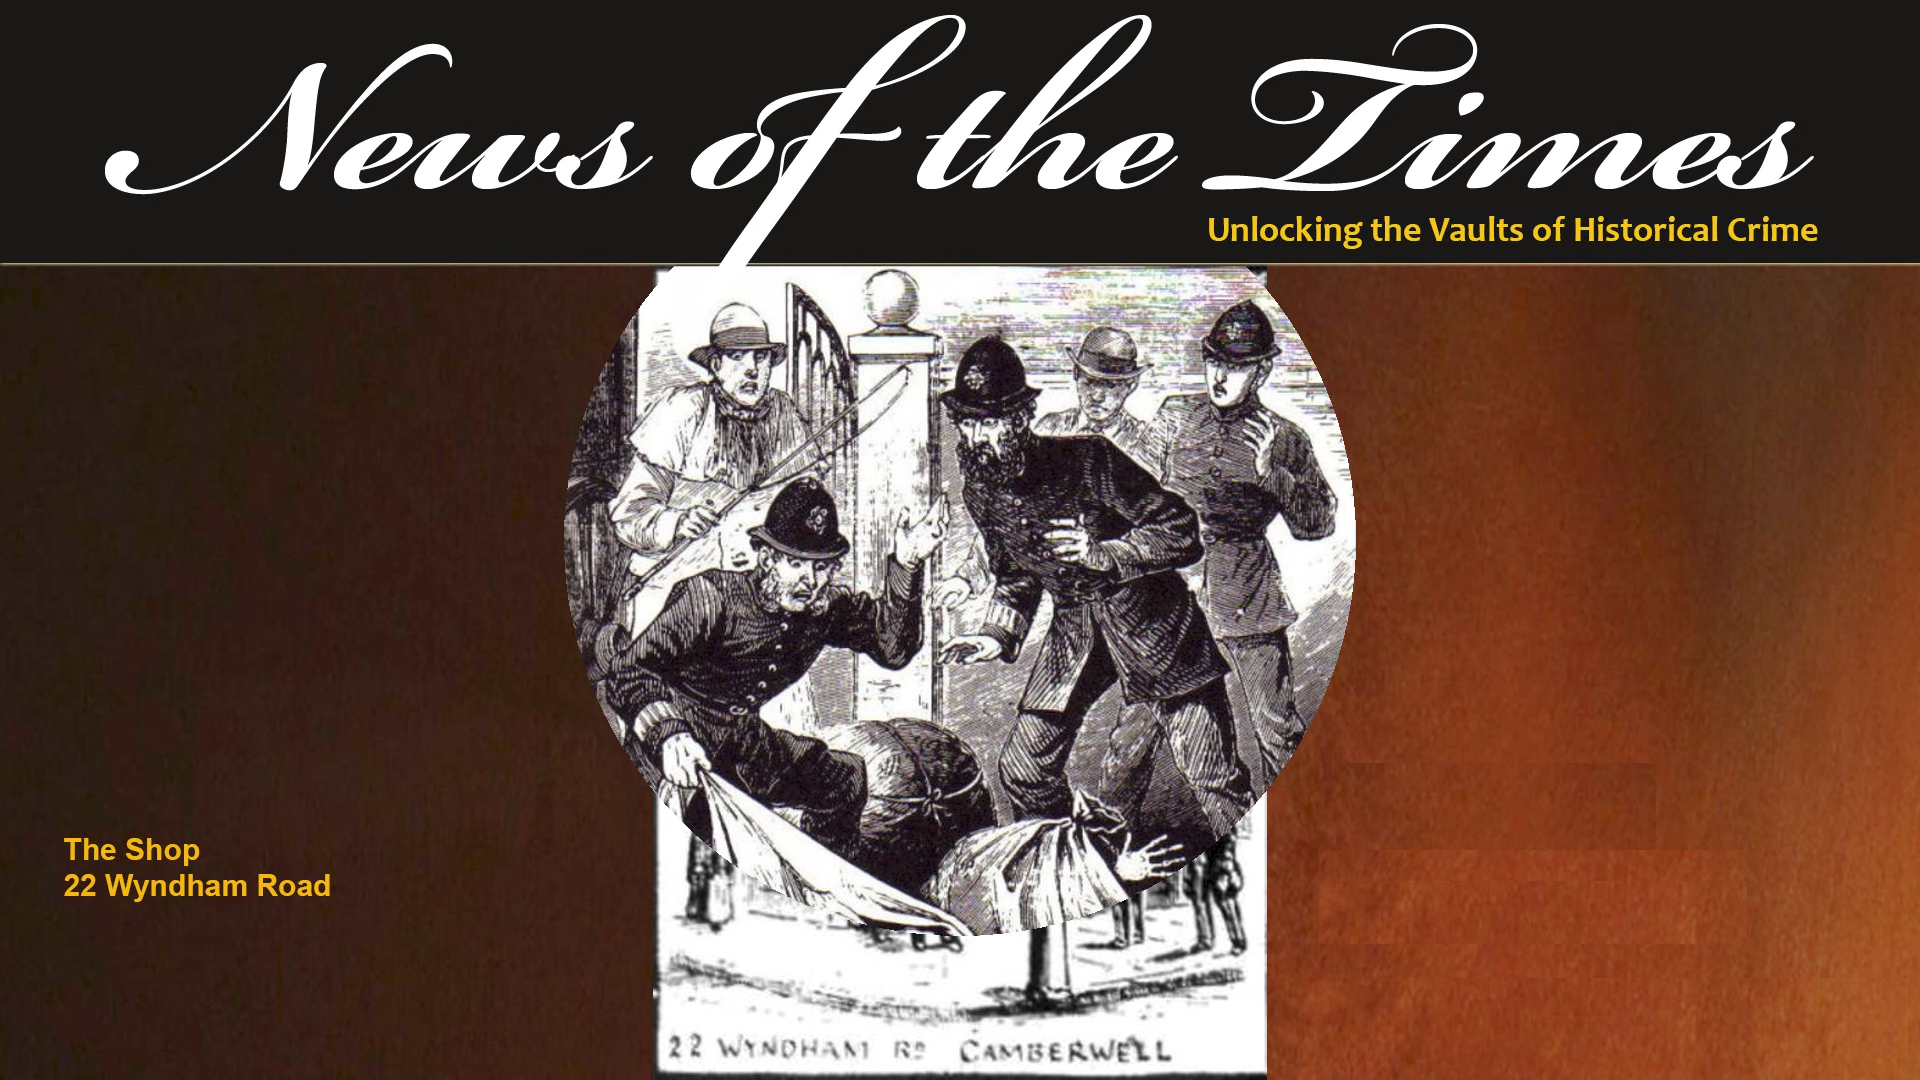 News of the Times
Unlocking the Vaults of Historical Crime
The Shop
22 Wyndham Road
22 WYNDHAM RD CAMBERWELL